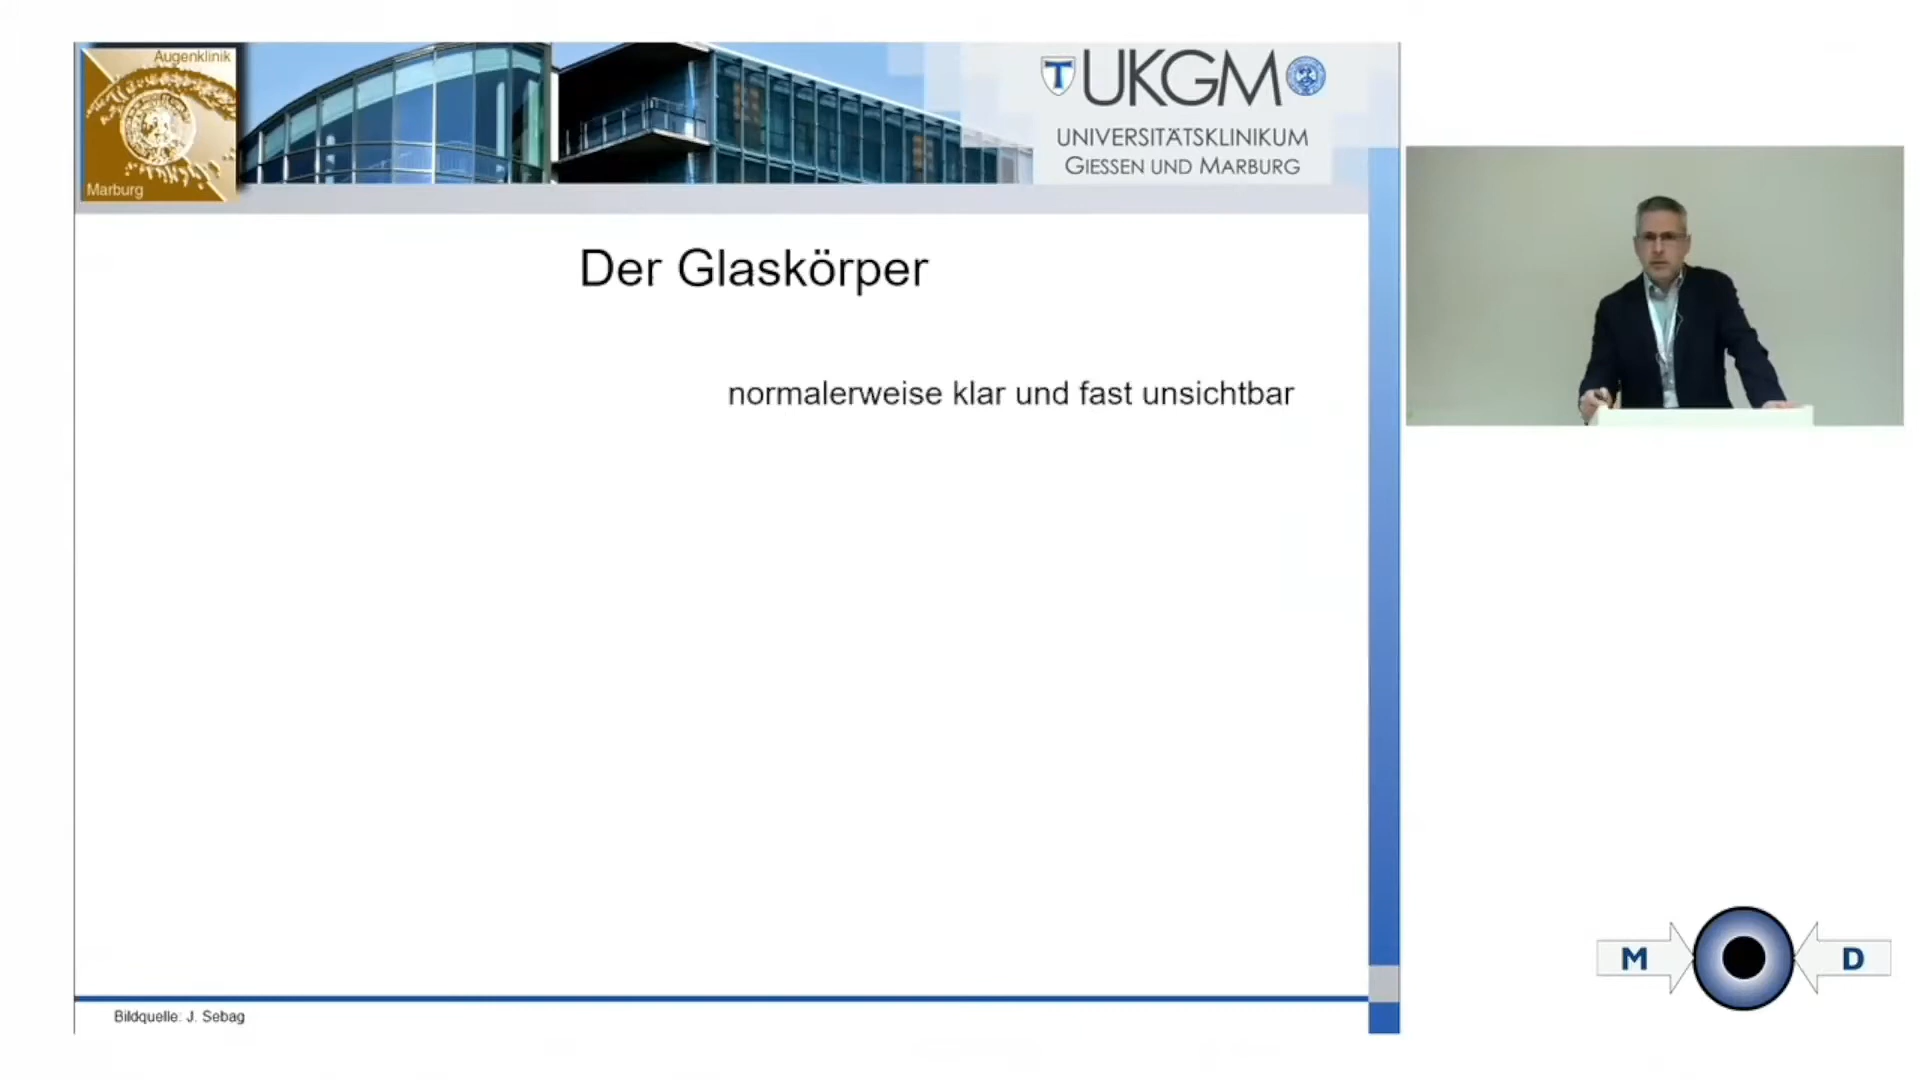 Augenklinik
Marburg
UKGM
UNIVERSITÄTSKLINIKUM
GIESSEN UND MARBURG
Der Glaskörper
normalerweise klar und fast unsichtbar
M D
Bildquelle: J. Sebag